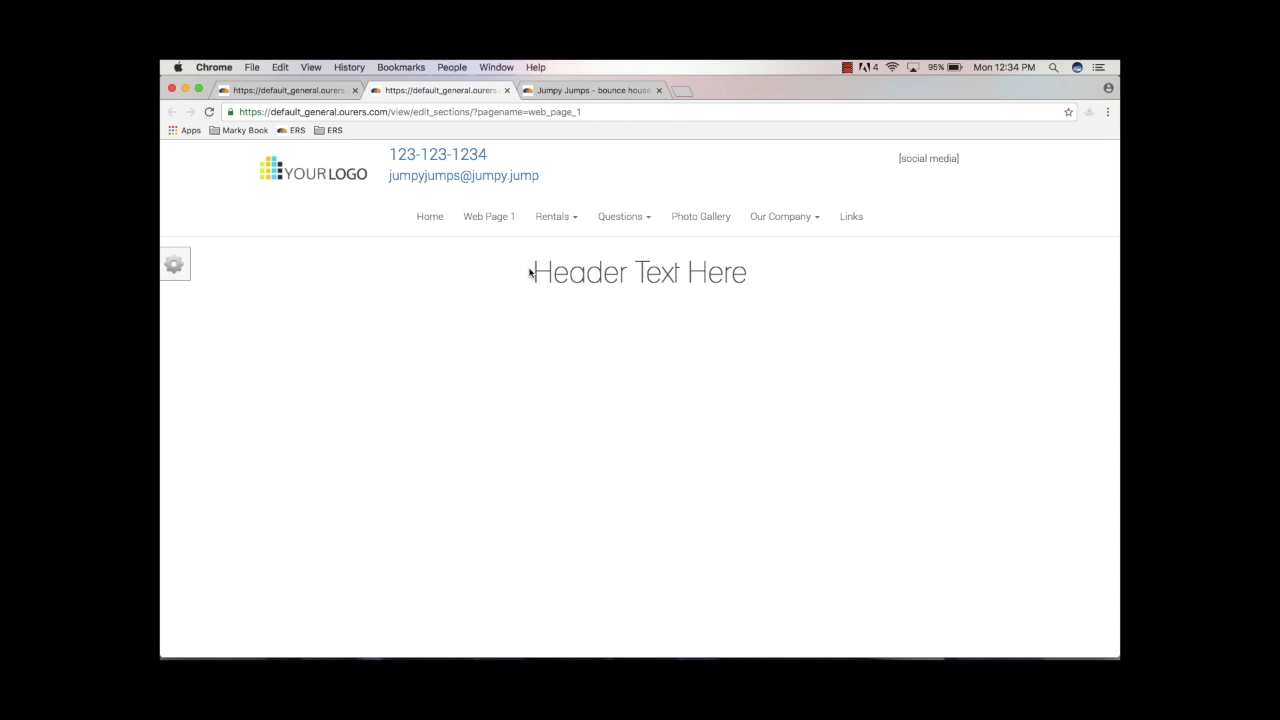 Chrome File Edit View History Bookmarks People Window Help 4 95% Mon 12:34 PM
https://default_general.ourers. https://default_general.ourers. Jumpy Jumps - bounce house
https://default_general.ourers.com/view/edit_sections/?pagename=web_page_1
Apps Marky Book ERS ERS
YOUR LOGO
123-123-1234
jumpyjumps@jumpy.jump
[social media]
Home Web Page 1 Rentals Questions Photo Gallery Our Company Links
Header Text Here